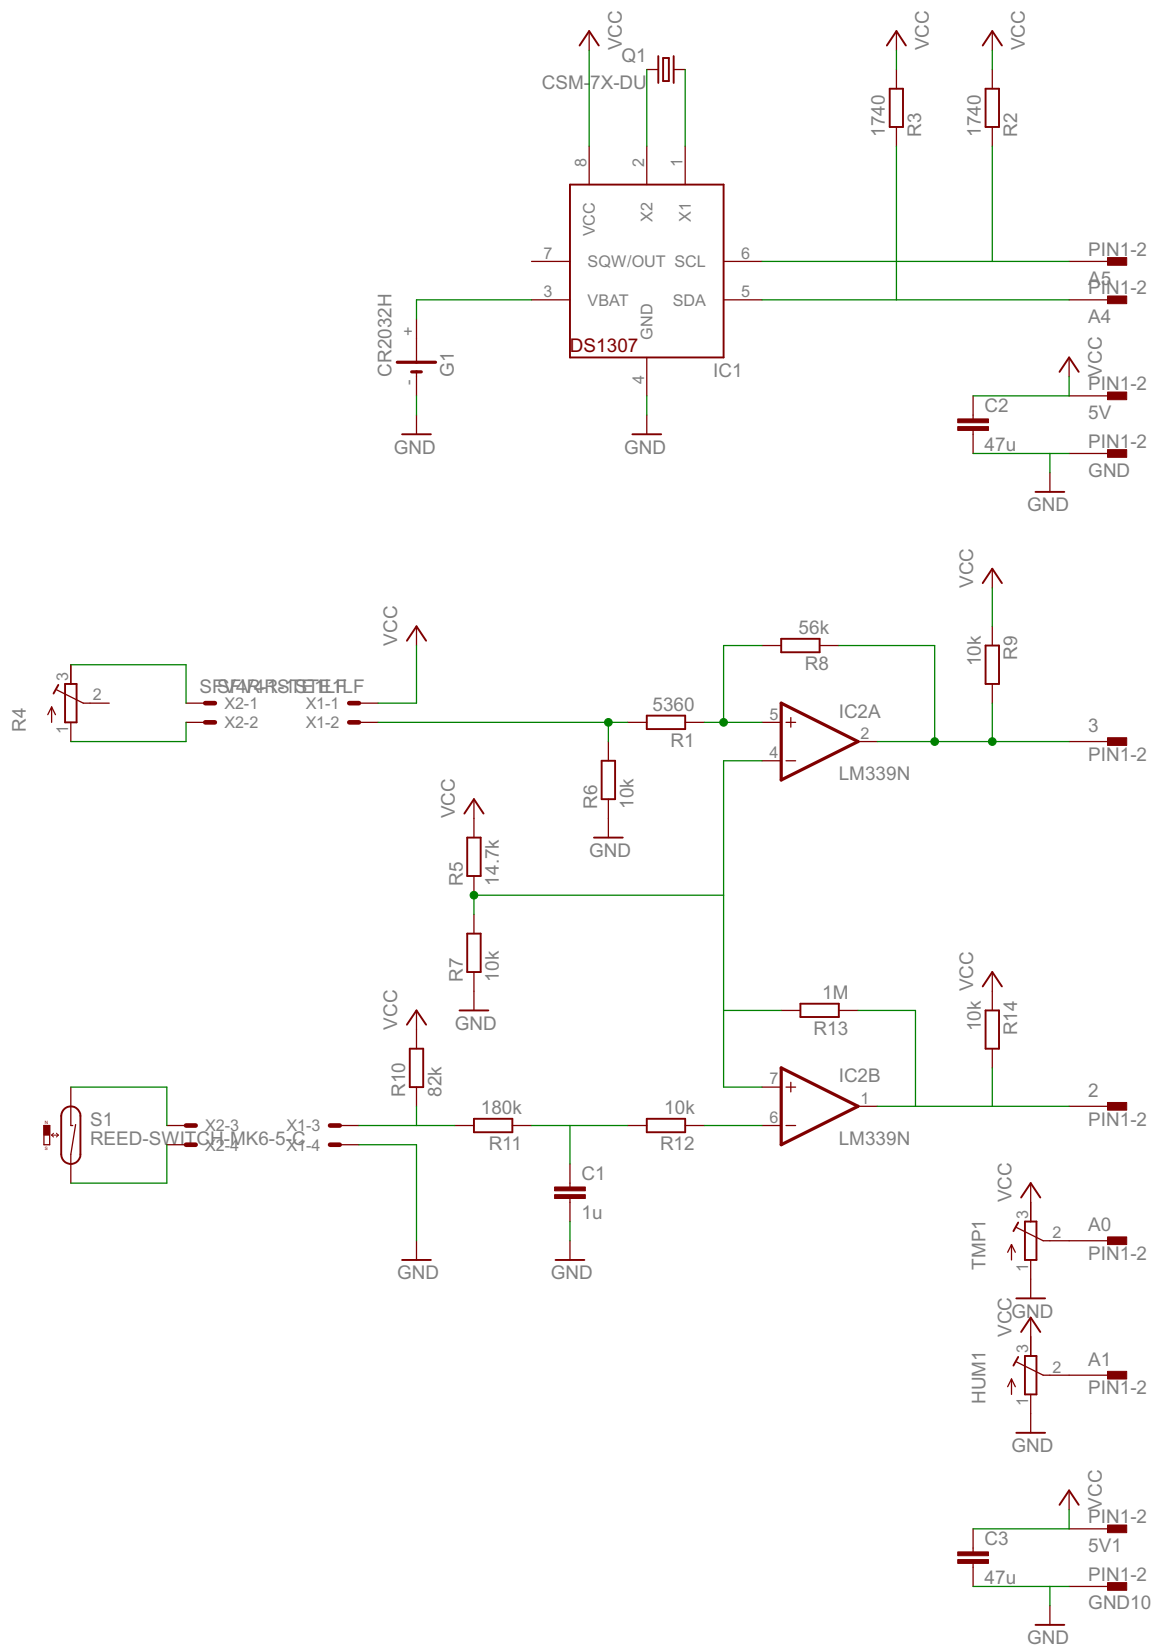 VCC
VCC
VCC
Q1
CSM-7X-DU
1740
R3
1740
R2
8
2
1
VCC
X2
X1
7
SQW/OUT
SCL
6
PIN1-2
A5
3
VBAT
SDA
5
PIN1-2
A4
GND
CR2032H
+
-
G1
DS1307
4
IC1
GND
GND
VCC
PIN1-2
C2
5V
47u
PIN1-2
GND
GND
VCC
VCC
56k
R8
10k
R9
3
2
1
R4
X2-1
X1-1
X2-2
X1-2
5360
R1
5
+
4
-
IC2A
2
LM339N
3
PIN1-2
R6
10k
GND
VCC
R5
14.7k
R7
10k
GND
VCC
1M
R13
10k
R14
VCC
R10
82k
7
+
6
-
IC2B
1
LM339N
2
PIN1-2
S1
REED-SWITCH-MK6-5-C
X2-3
X1-3
X2-4
X1-4
180k
R11
10k
R12
C1
1u
GND
GND
VCC
TMP1
3
2
1
A0
PIN1-2
GND
VCC
HUM1
3
2
1
A1
PIN1-2
GND
VCC
PIN1-2
C3
5V1
47u
PIN1-2
GND10
GND